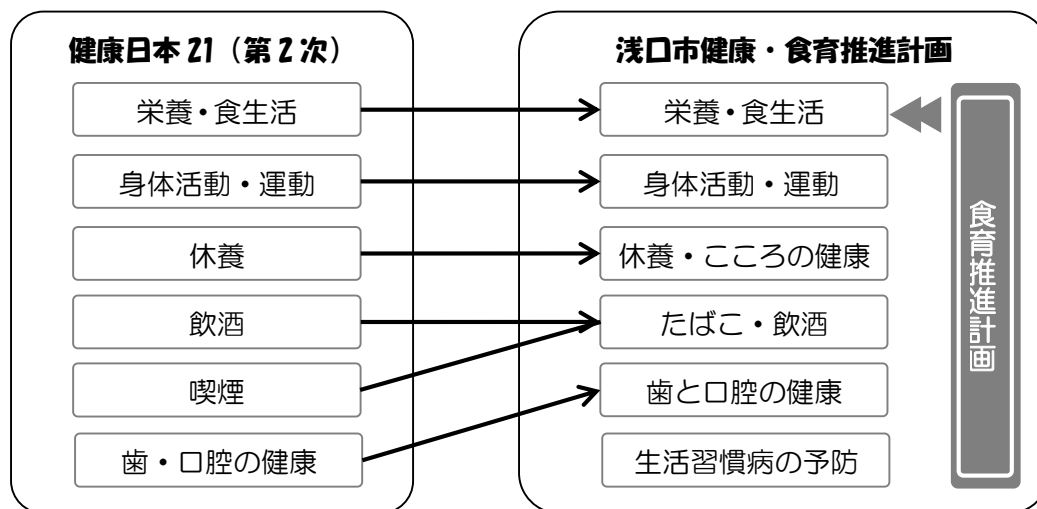 健康日本21（第2次）
栄養・食生活
身体活動・運動
休養
飲酒
喫煙
歯・口腔の健康
浅口市健康・食育推進計画
栄養・食生活
身体活動・運動
休養・こころの健康
たばこ・飲酒
歯と口腔の健康
生活習慣病の予防
食育推進計画